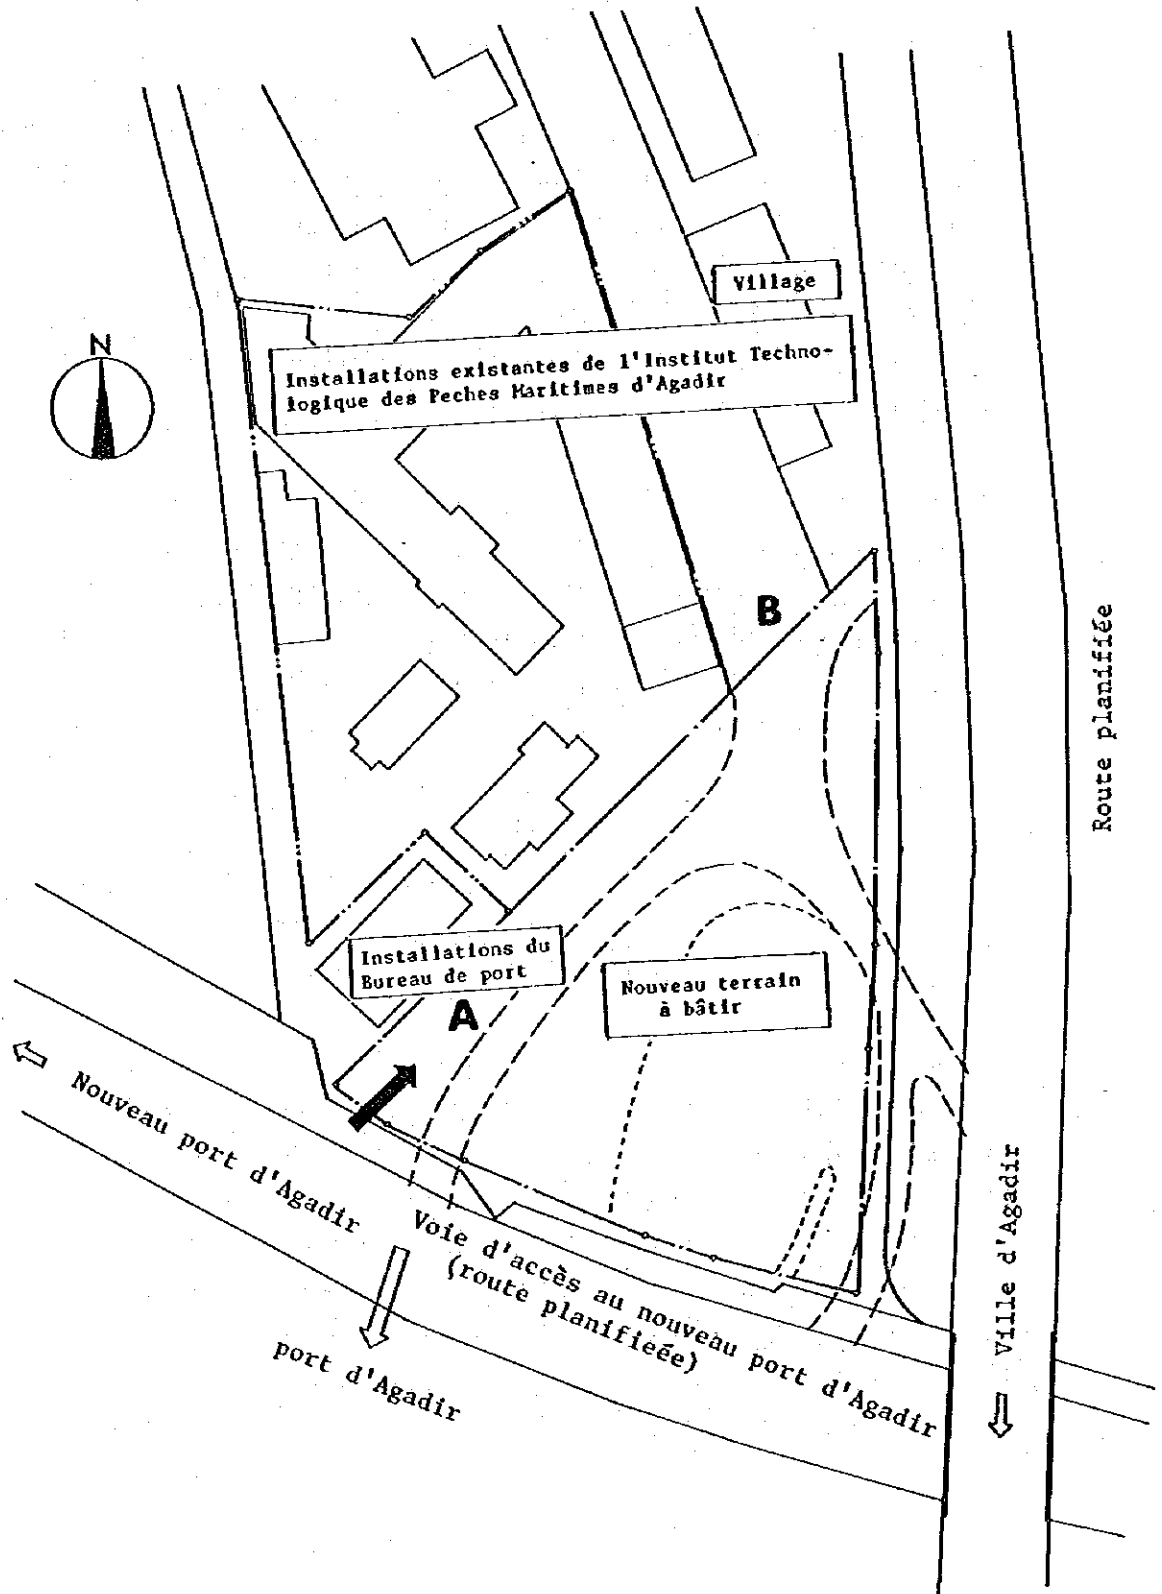 Village
N
Installations existantes de l'Institut Techno-
logique des Peches Maritimes d'Agadir
B
Route planifiée
Installations du
Bureau de port
A
Nouveau terrain
à bâtir
Nouveau port d'Agadir
Voie d'accès au nouveau port d'Agadir
(route planifieée)
port d'Agadir
Ville d'Agadir